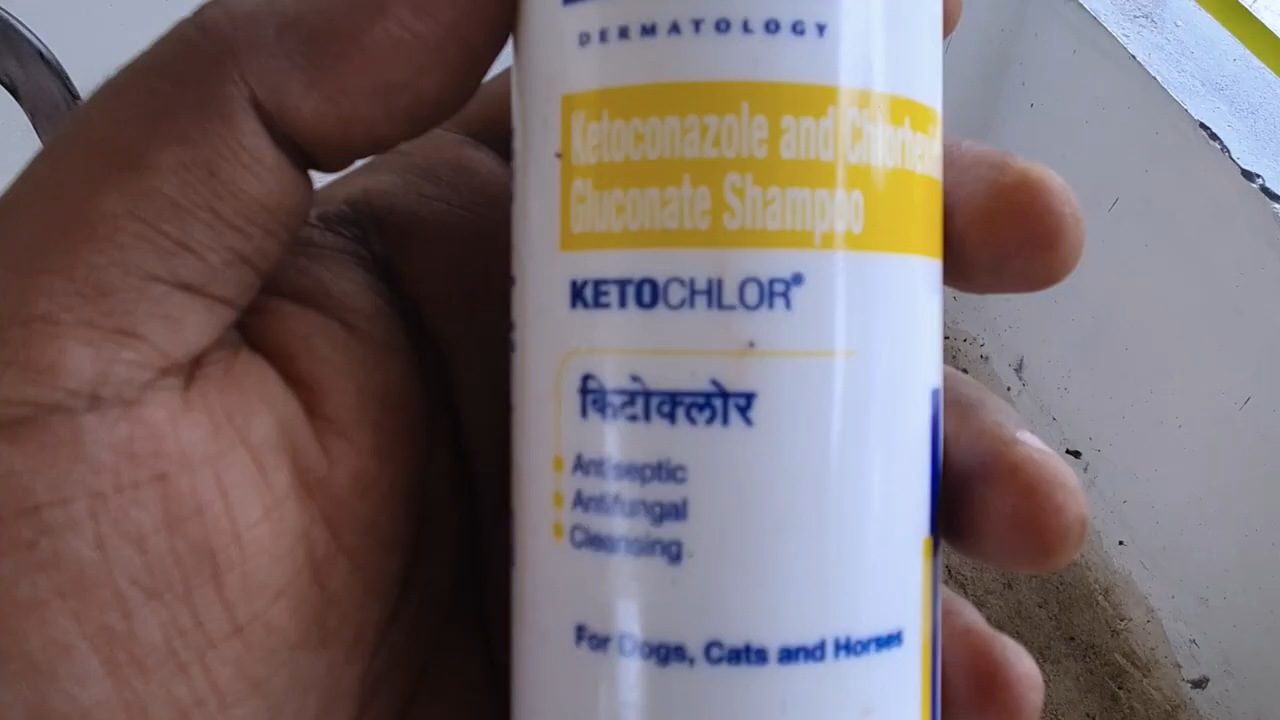 DERMATOLOGY
Ketoconazole and
Gluconate Shampoo
KETOCHLOR®
किटोक्लोर
Antiseptic
Antifungal
Cleansing
For Dogs, Cats and Horses